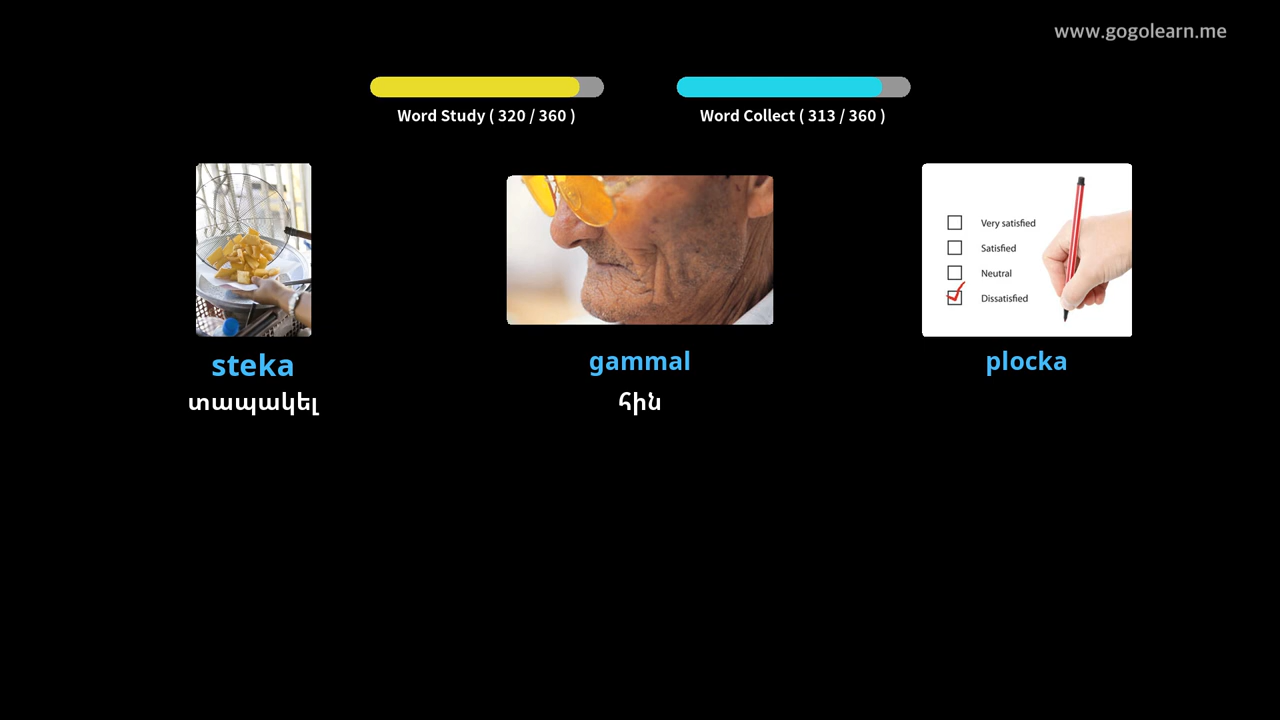 www.gogolearn.me
Word Study ( 320 / 360 )
Word Collect ( 313 / 360 )
Very satisfied
Satisfied
Neutral
Dissatisfied
steka
gammal
plocka
տապակել
հին